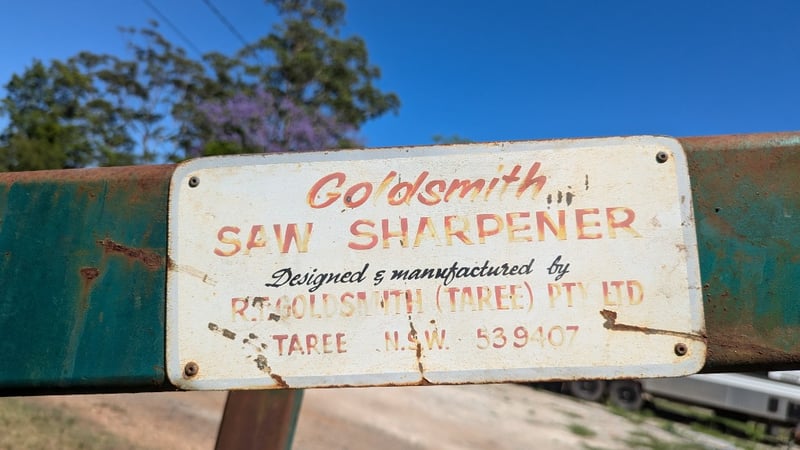 Goldsmith
SAW SHARPENER
Designed & manufactured by
R.J. GOLDSMITH (TAREE) PTY LTD
TAREE N.S.W. 539407